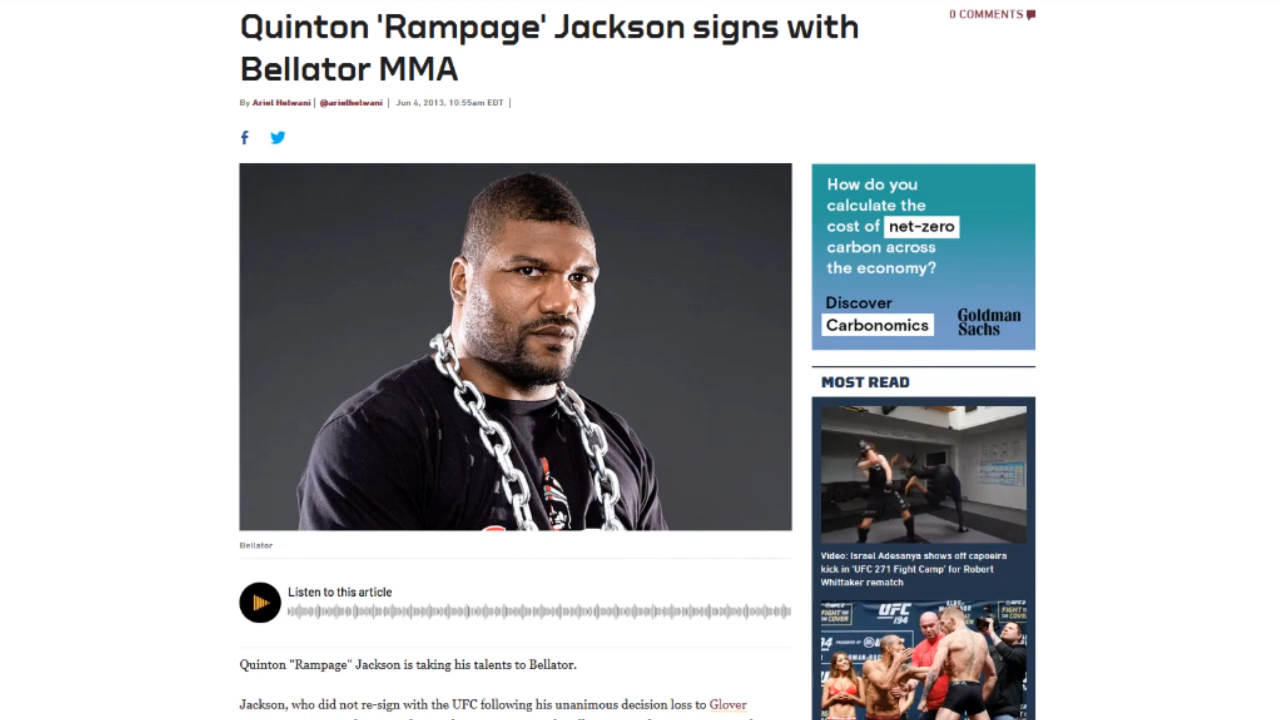 Quinton 'Rampage' Jackson signs with
Bellator MMA
0 COMMENTS
By Ariel Helwani | @arielhelwani | Jun 4, 2013, 10:55am EDT |
Bellator
Listen to this article
Quinton "Rampage" Jackson is taking his talents to Bellator.
Jackson, who did not re-sign with the UFC following his unanimous decision loss to Glover
How do you
calculate the
cost of net-zero
carbon across
the economy?
Discover
Carbonomics
Goldman
Sachs
MOST READ
Video: Israel Adesanya shows off capoeira
kick in 'UFC 271 Fight Camp' for Robert
Whittaker rematch
UFC
194
FIGHT